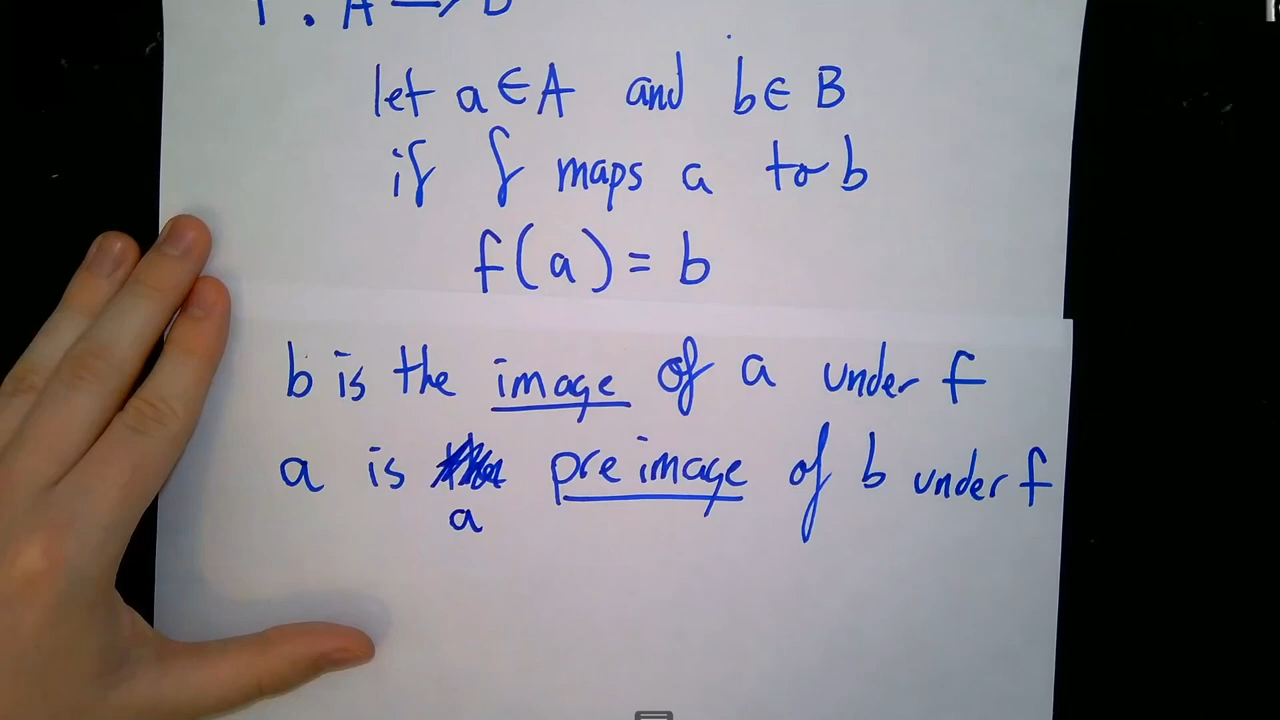 f : A → B
let a ∈ A and b ∈ B
if f maps a to b
f(a) = b
b is the image of a under f
a is preimage of b under f
a